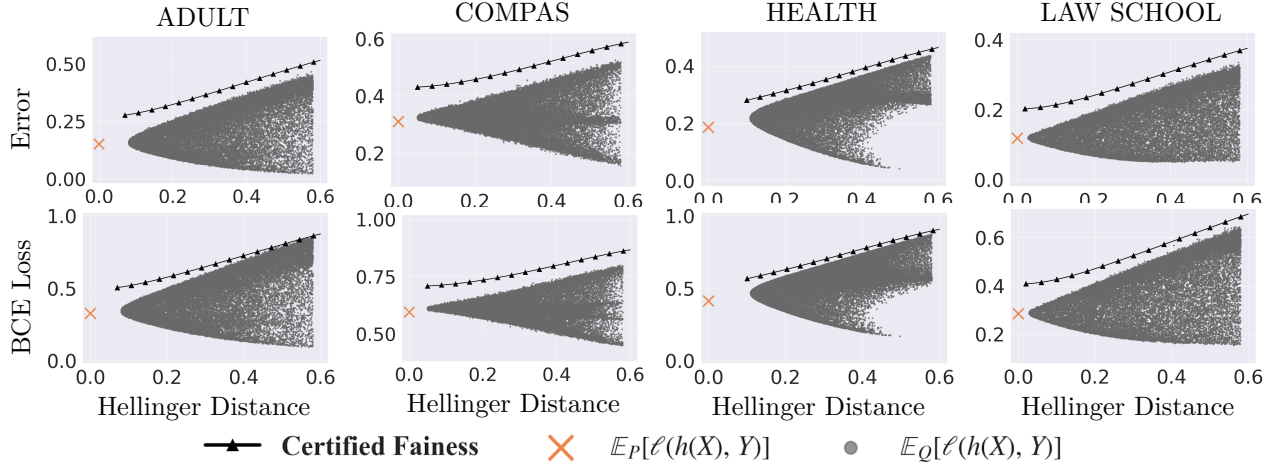 ADULT COMPAS HEALTH LAW SCHOOL
Error
0.50
0.25
0.00
0.0 0.2 0.4 0.6
0.6
0.4
0.2
0.0 0.2 0.4 0.6
0.4
0.2
0.0
0.0 0.2 0.4 0.6
0.4
0.2
0.0
0.0 0.2 0.4 0.6
BCE Loss
1.0
0.5
0.0
0.0 0.2 0.4 0.6
1.00
0.75
0.50
0.0 0.2 0.4 0.6
1.0
0.5
0.0
0.0 0.2 0.4 0.6
0.6
0.4
0.2
0.0 0.2 0.4 0.6
Hellinger Distance Hellinger Distance Hellinger Distance Hellinger Distance
Certified Fainess 𝔼_P[ℓ(h(X), Y)] 𝔼_Q[ℓ(h(X), Y)]